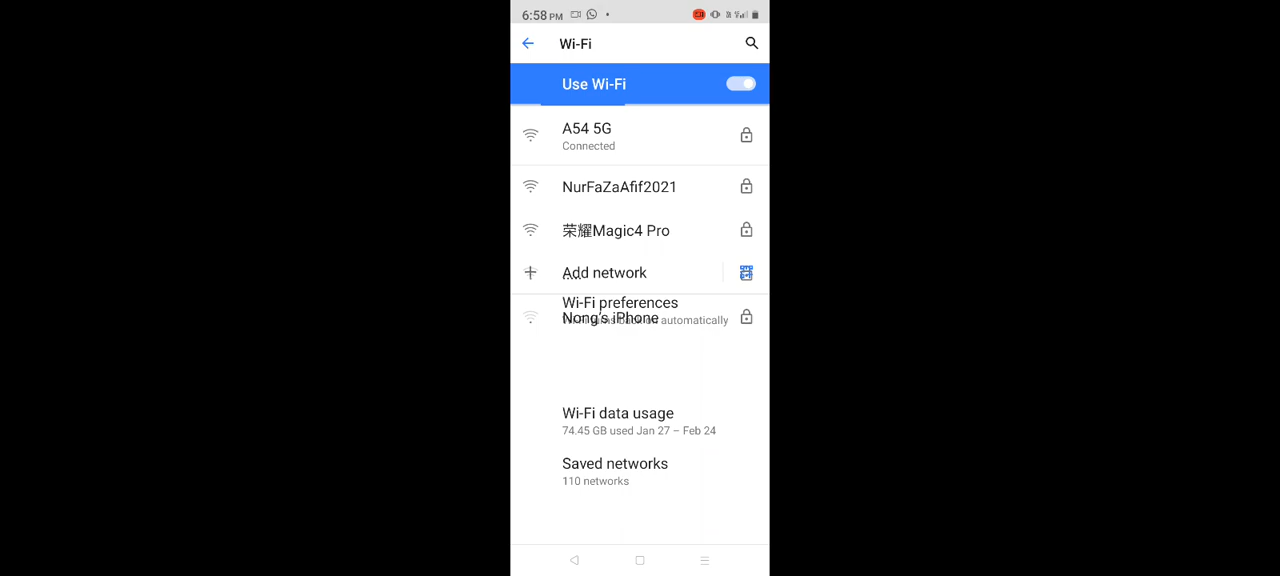 6:58 PM
Wi-Fi
Use Wi-Fi
A54 5G
Connected
NurFaZaAfif2021
荣耀Magic4 Pro
Add network
Wi-Fi preferences
Nong's iPhone
automatically
Wi-Fi data usage
74.45 GB used Jan 27 – Feb 24
Saved networks
110 networks